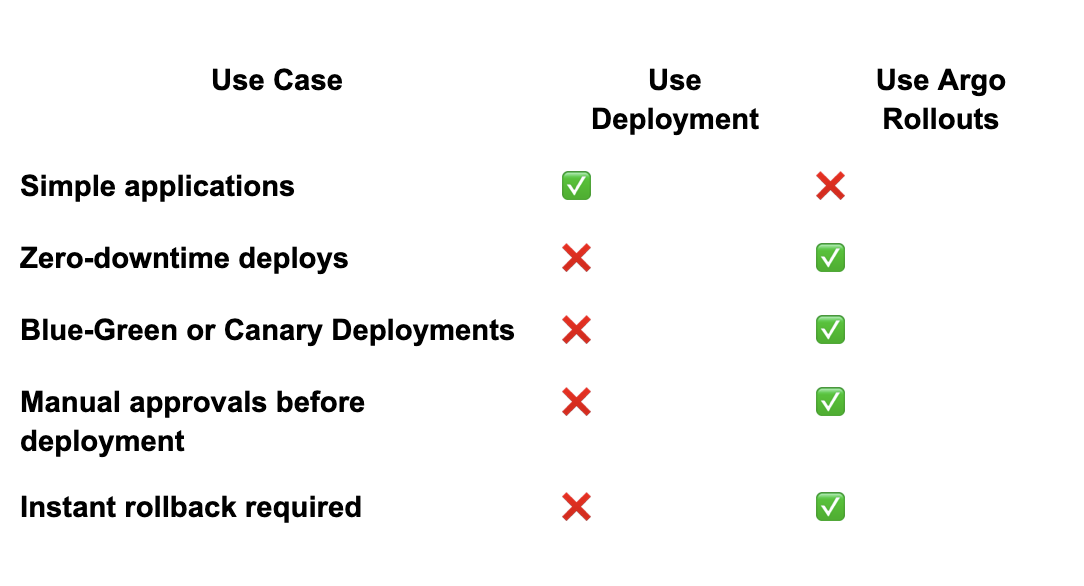 Use Case
Use
Deployment
Use Argo
Rollouts
Simple applications ✅ ❌
Zero-downtime deploys ❌ ✅
Blue-Green or Canary Deployments ❌ ✅
Manual approvals before
deployment ❌ ✅
Instant rollback required ❌ ✅